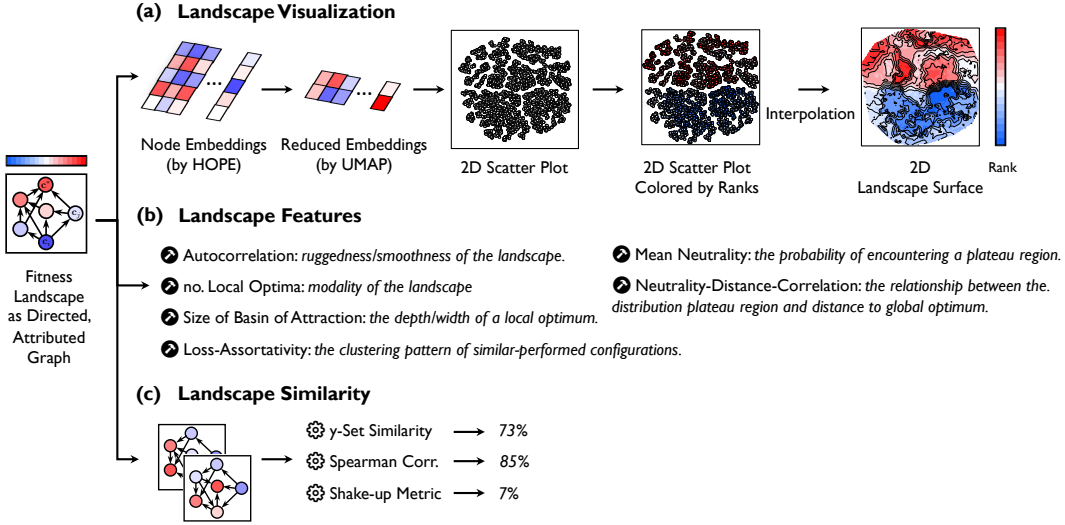 (a) Landscape Visualization
Node Embeddings
(by HOPE)
Reduced Embeddings
(by UMAP)
2D Scatter Plot
2D Scatter Plot
Colored by Ranks
Interpolation
2D
Landscape Surface
Rank
Fitness
Landscape
as Directed,
Attributed
Graph
(b) Landscape Features
Autocorrelation: ruggedness/smoothness of the landscape.
no. Local Optima: modality of the landscape
Size of Basin of Attraction: the depth/width of a local optimum.
Loss-Assortativity: the clustering pattern of similar-performed configurations.
Mean Neutrality: the probability of encountering a plateau region.
Neutrality-Distance-Correlation: the relationship between the.
distribution plateau region and distance to global optimum.
(c) Landscape Similarity
y-Set Similarity 73%
Spearman Corr. 85%
Shake-up Metric 7%